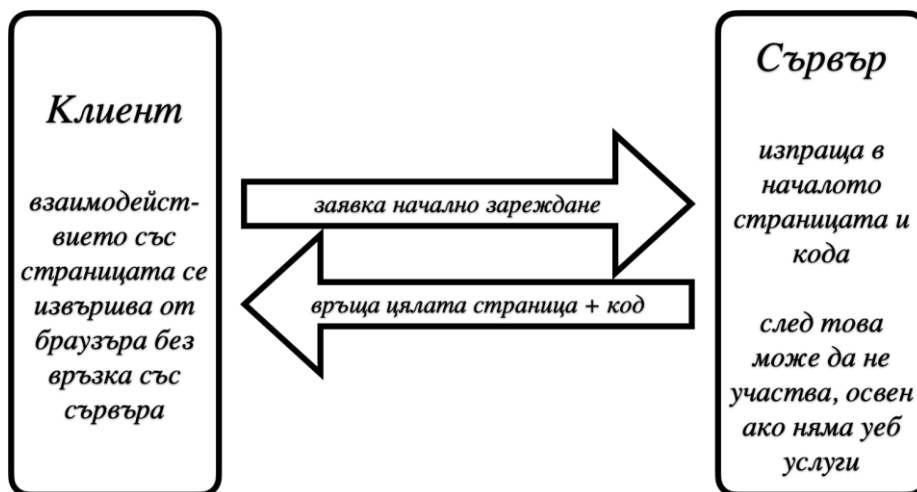 Клиент
взаимодейст-
вието със
страницата се
извършва от
браузъра без
връзка със
сървъра
заявка начално зареждане
връща цялата страница + код
Сървър
изпраща в
началото
страницата и
кода
след това
може да не
участва, освен
ако няма уеб
услуги